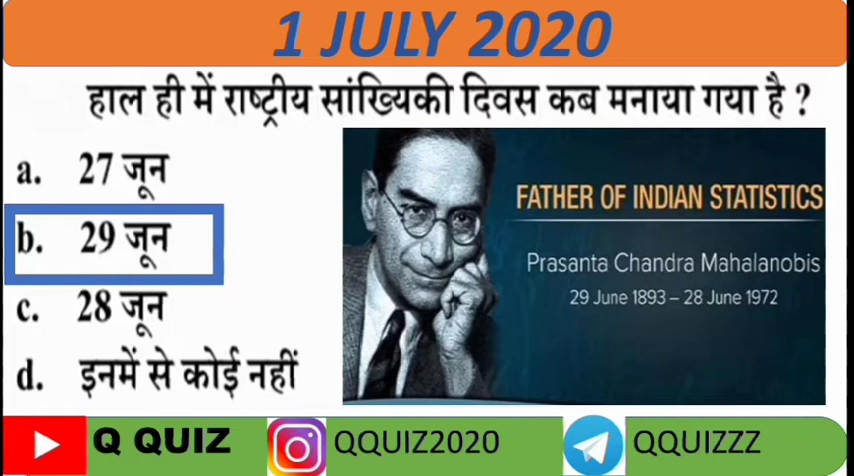 1 JULY 2020
हाल ही में राष्ट्रीय सांख्यिकी दिवस कब मनाया गया है ?
a. 27 जून
b. 29 जून
c. 28 जून
d. इनमें से कोई नहीं
FATHER OF INDIAN STATISTICS
Prasanta Chandra Mahalanobis
29 June 1893 – 28 June 1972
Q QUIZ
QQUIZ2020
QQUIZZZ